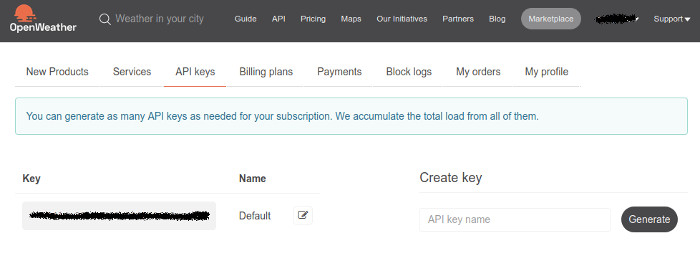 OpenWeather
Weather in your city
Guide API Pricing Maps Our Initiatives Partners Blog Marketplace Support
New Products Services API keys Billing plans Payments Block logs My orders My profile
You can generate as many API keys as needed for your subscription. We accumulate the total load from all of them.
Key Name
Default
Create key
API key name Generate